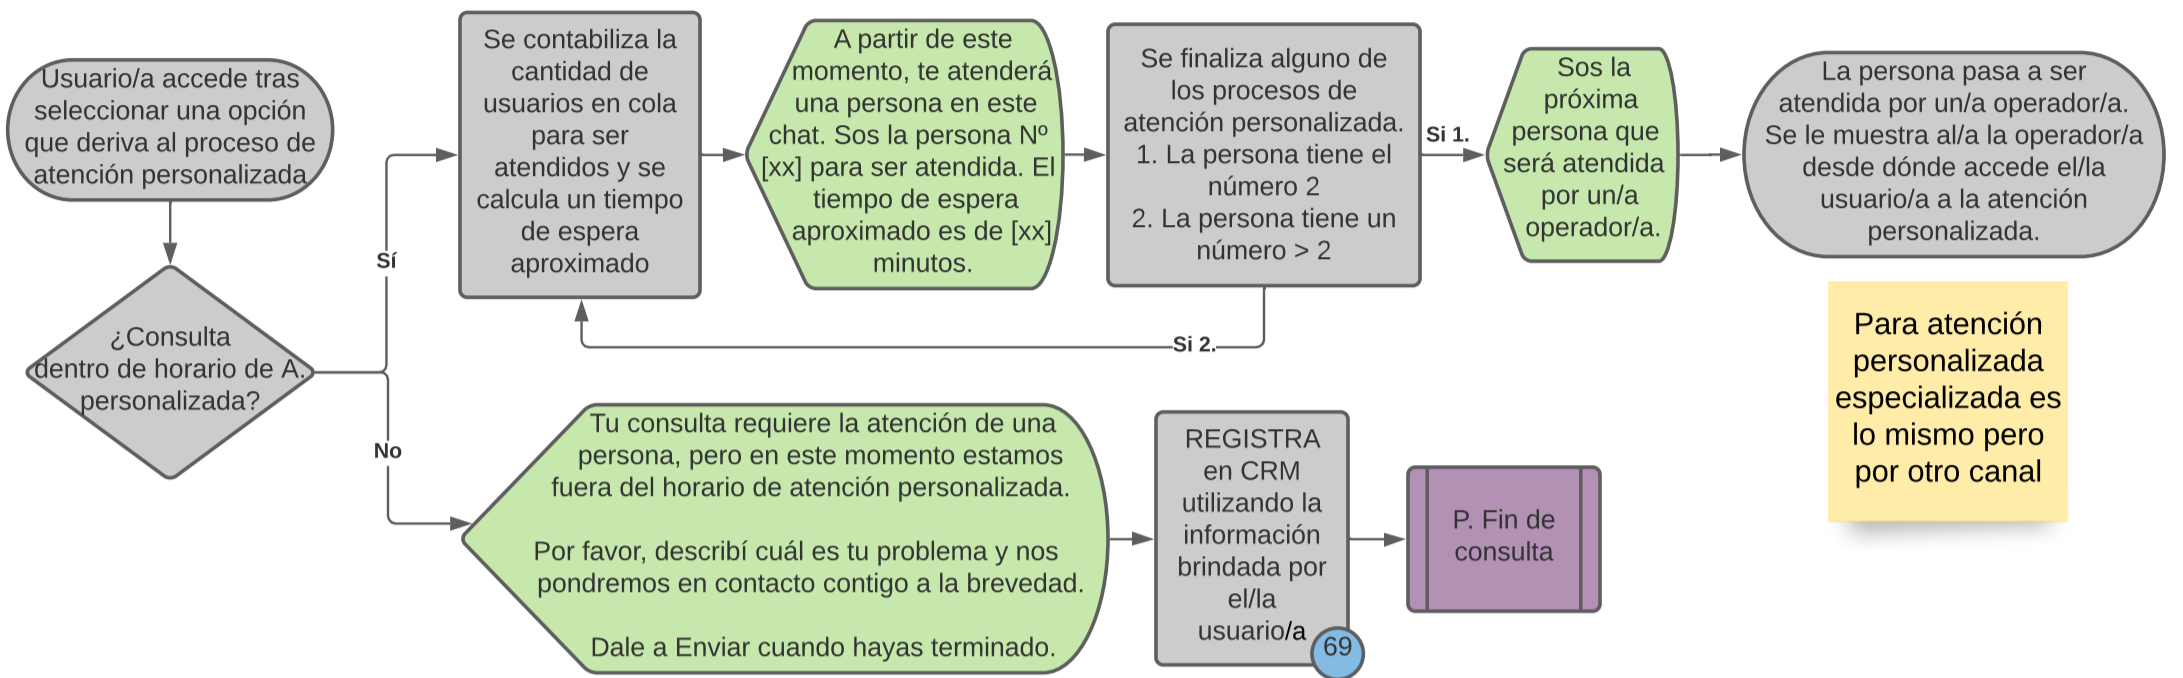 Usuario/a accede tras
seleccionar una opción
que deriva al proceso de
atención personalizada
¿Consulta
dentro de horario de A.
personalizada?
Sí
No
Se contabiliza la
cantidad de
usuarios en cola
para ser
atendidos y se
calcula un tiempo
de espera
aproximado
A partir de este
momento, te atenderá
una persona en este
chat. Sos la persona Nº
[xx] para ser atendida. El
tiempo de espera
aproximado es de [xx]
minutos.
Se finaliza alguno de
los procesos de
atención personalizada.
1. La persona tiene el
número 2
2. La persona tiene un
número > 2
Si 1.
Si 2.
Sos la
próxima
persona que
será atendida
por un/a
operador/a.
La persona pasa a ser
atendida por un/a operador/a.
Se le muestra al/a la operador/a
desde dónde accede el/la
usuario/a a la atención
personalizada.
Para atención
personalizada
especializada es
lo mismo pero
por otro canal
Tu consulta requiere la atención de una
persona, pero en este momento estamos
fuera del horario de atención personalizada.
Por favor, describí cuál es tu problema y nos
pondremos en contacto contigo a la brevedad.
Dale a Enviar cuando hayas terminado.
REGISTRA
en CRM
utilizando la
información
brindada por
el/la
usuario/a
69
P. Fin de
consulta